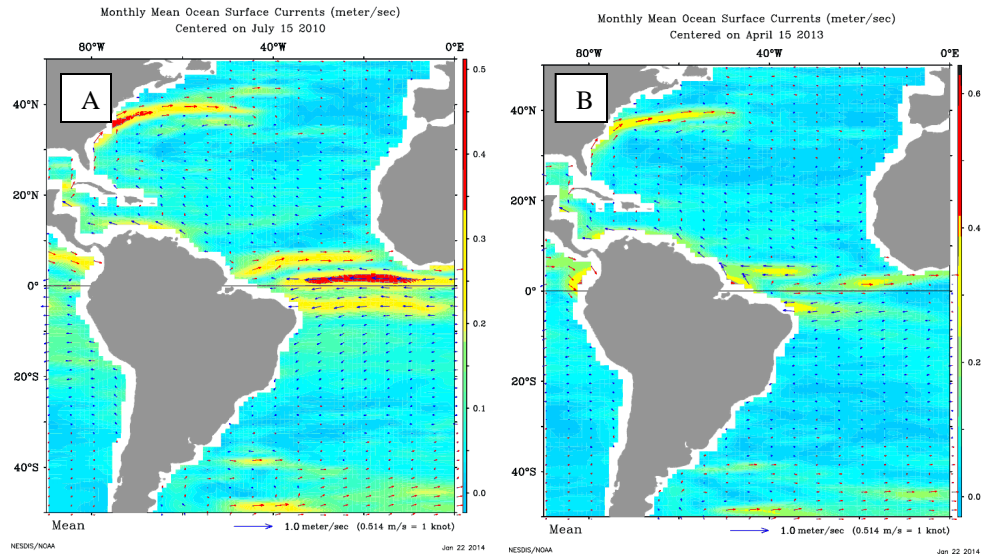 Monthly Mean Ocean Surface Currents (meter/sec)
Centered on July 15 2010
80°W 40°W 0°E
A
40°N
20°N
0°
20°S
40°S
0.5
0.4
0.3
0.2
0.1
0.0
Mean
1.0 meter/sec (0.514 m/s = 1 knot)
NESDIS/NOAA
Jan 22 2014
Monthly Mean Ocean Surface Currents (meter/sec)
Centered on April 15 2013
80°W 40°W 0°E
B
40°N
20°N
0°
20°S
40°S
0.6
0.4
0.2
0.0
Mean
1.0 meter/sec (0.514 m/s = 1 knot)
NESDIS/NOAA
Jan 22 2014